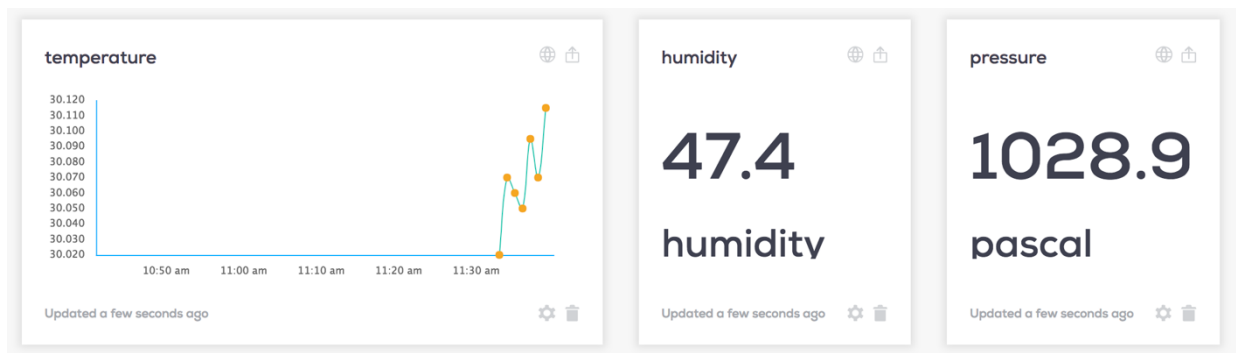 temperature
30.120
30.110
30.100
30.090
30.080
30.070
30.060
30.050
30.040
30.030
30.020
10:50 am 11:00 am 11:10 am 11:20 am 11:30 am
Updated a few seconds ago
humidity
47.4
humidity
Updated a few seconds ago
pressure
1028.9
pascal
Updated a few seconds ago